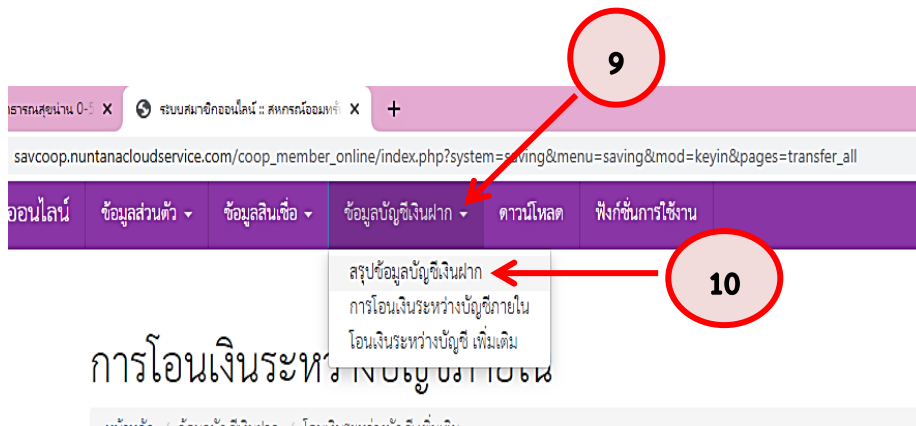 9
ธารณสุขน่าน 0-5 X ระบบสมาชิกออนไลน์ :: สหกรณ์ออมทรั X +
savcoop.nuntanacloudservice.com/coop_member_online/index.php?system=saving&menu=saving&mod=keyin&pages=transfer_all
ออนไลน์ ข้อมูลส่วนตัว ข้อมูลสินเชื่อ ข้อมูลบัญชีเงินฝาก ดาวน์โหลด ฟังก์ชั่นการใช้งาน
สรุปข้อมูลบัญชีเงินฝาก
10
การโอนเงินระหว่างบัญชีภายใน
โอนเงินระหว่างบัญชี เพิ่มเติม
การโอนเงินระหว่างบัญชีภายใน